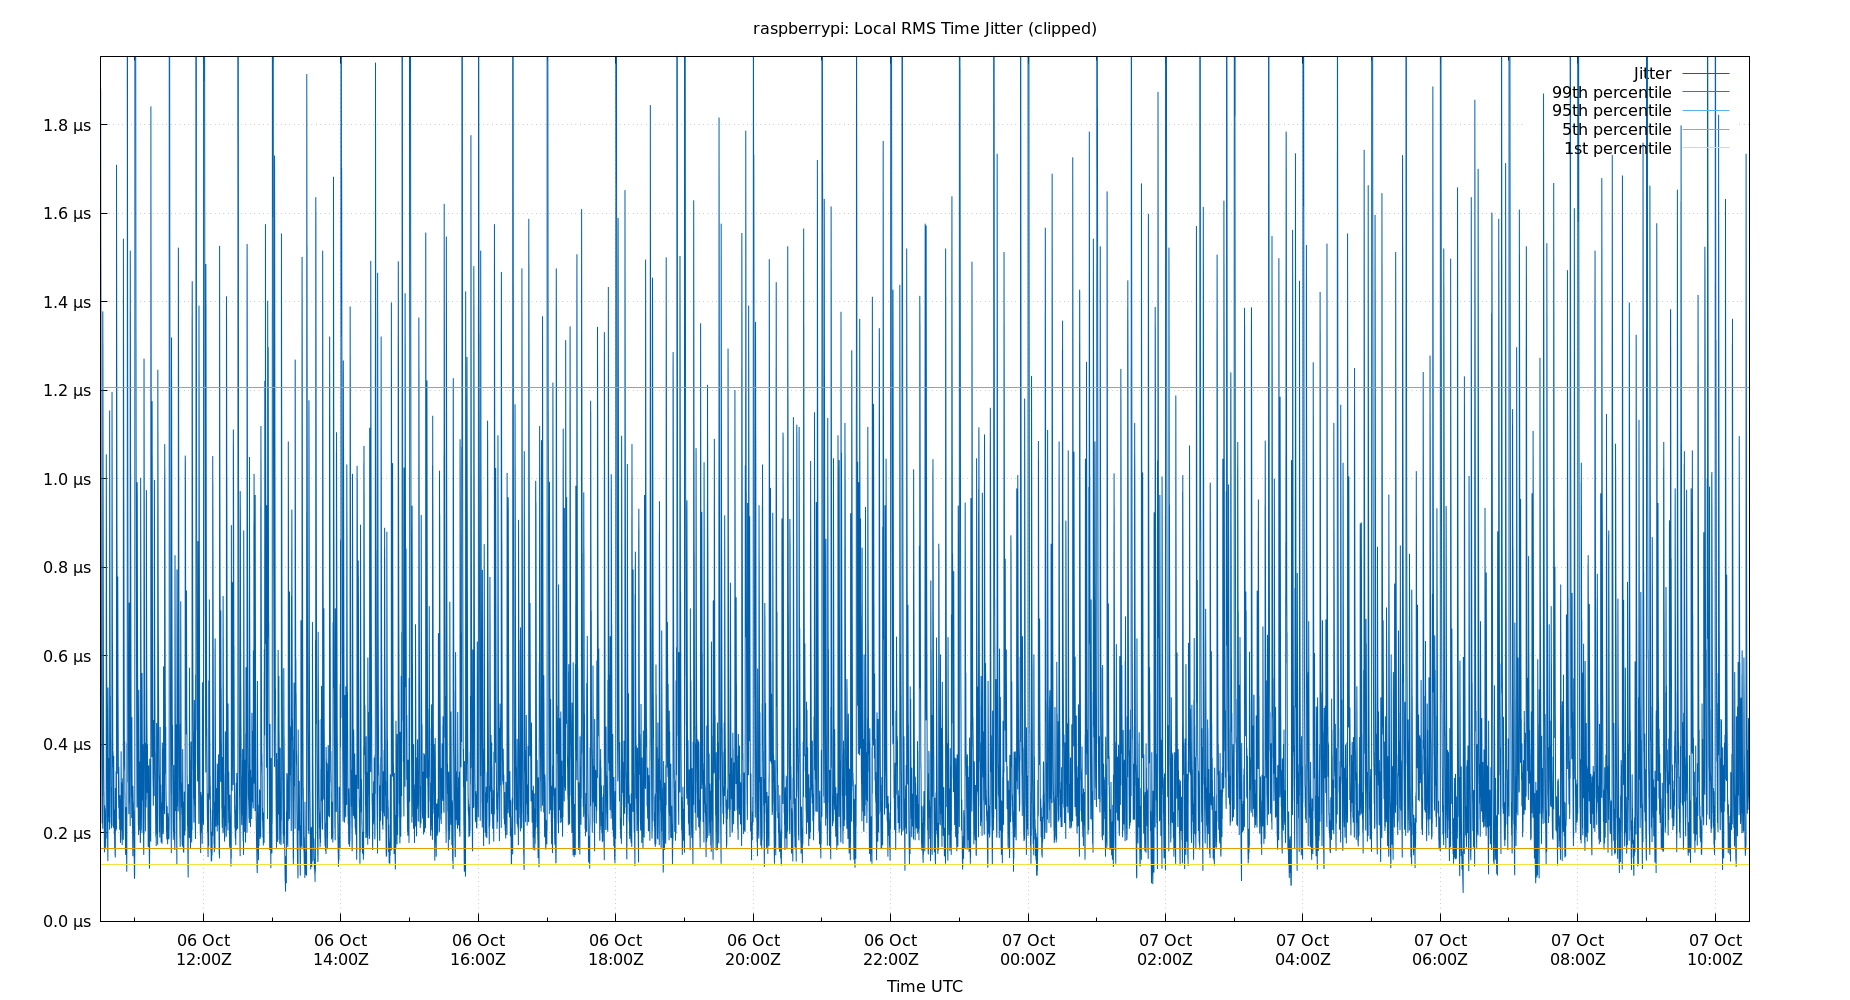 raspberrypi: Local RMS Time Jitter (clipped)
Jitter
99th percentile
95th percentile
5th percentile
1st percentile
1.8 µs
1.6 µs
1.4 µs
1.2 µs
1.0 µs
0.8 µs
0.6 µs
0.4 µs
0.2 µs
0.0 µs
06 Oct 06 Oct 06 Oct 06 Oct 06 Oct 06 Oct 07 Oct 07 Oct 07 Oct 07 Oct 07 Oct 07 Oct
12:00Z 14:00Z 16:00Z 18:00Z 20:00Z 22:00Z 00:00Z 02:00Z 04:00Z 06:00Z 08:00Z 10:00Z
Time UTC